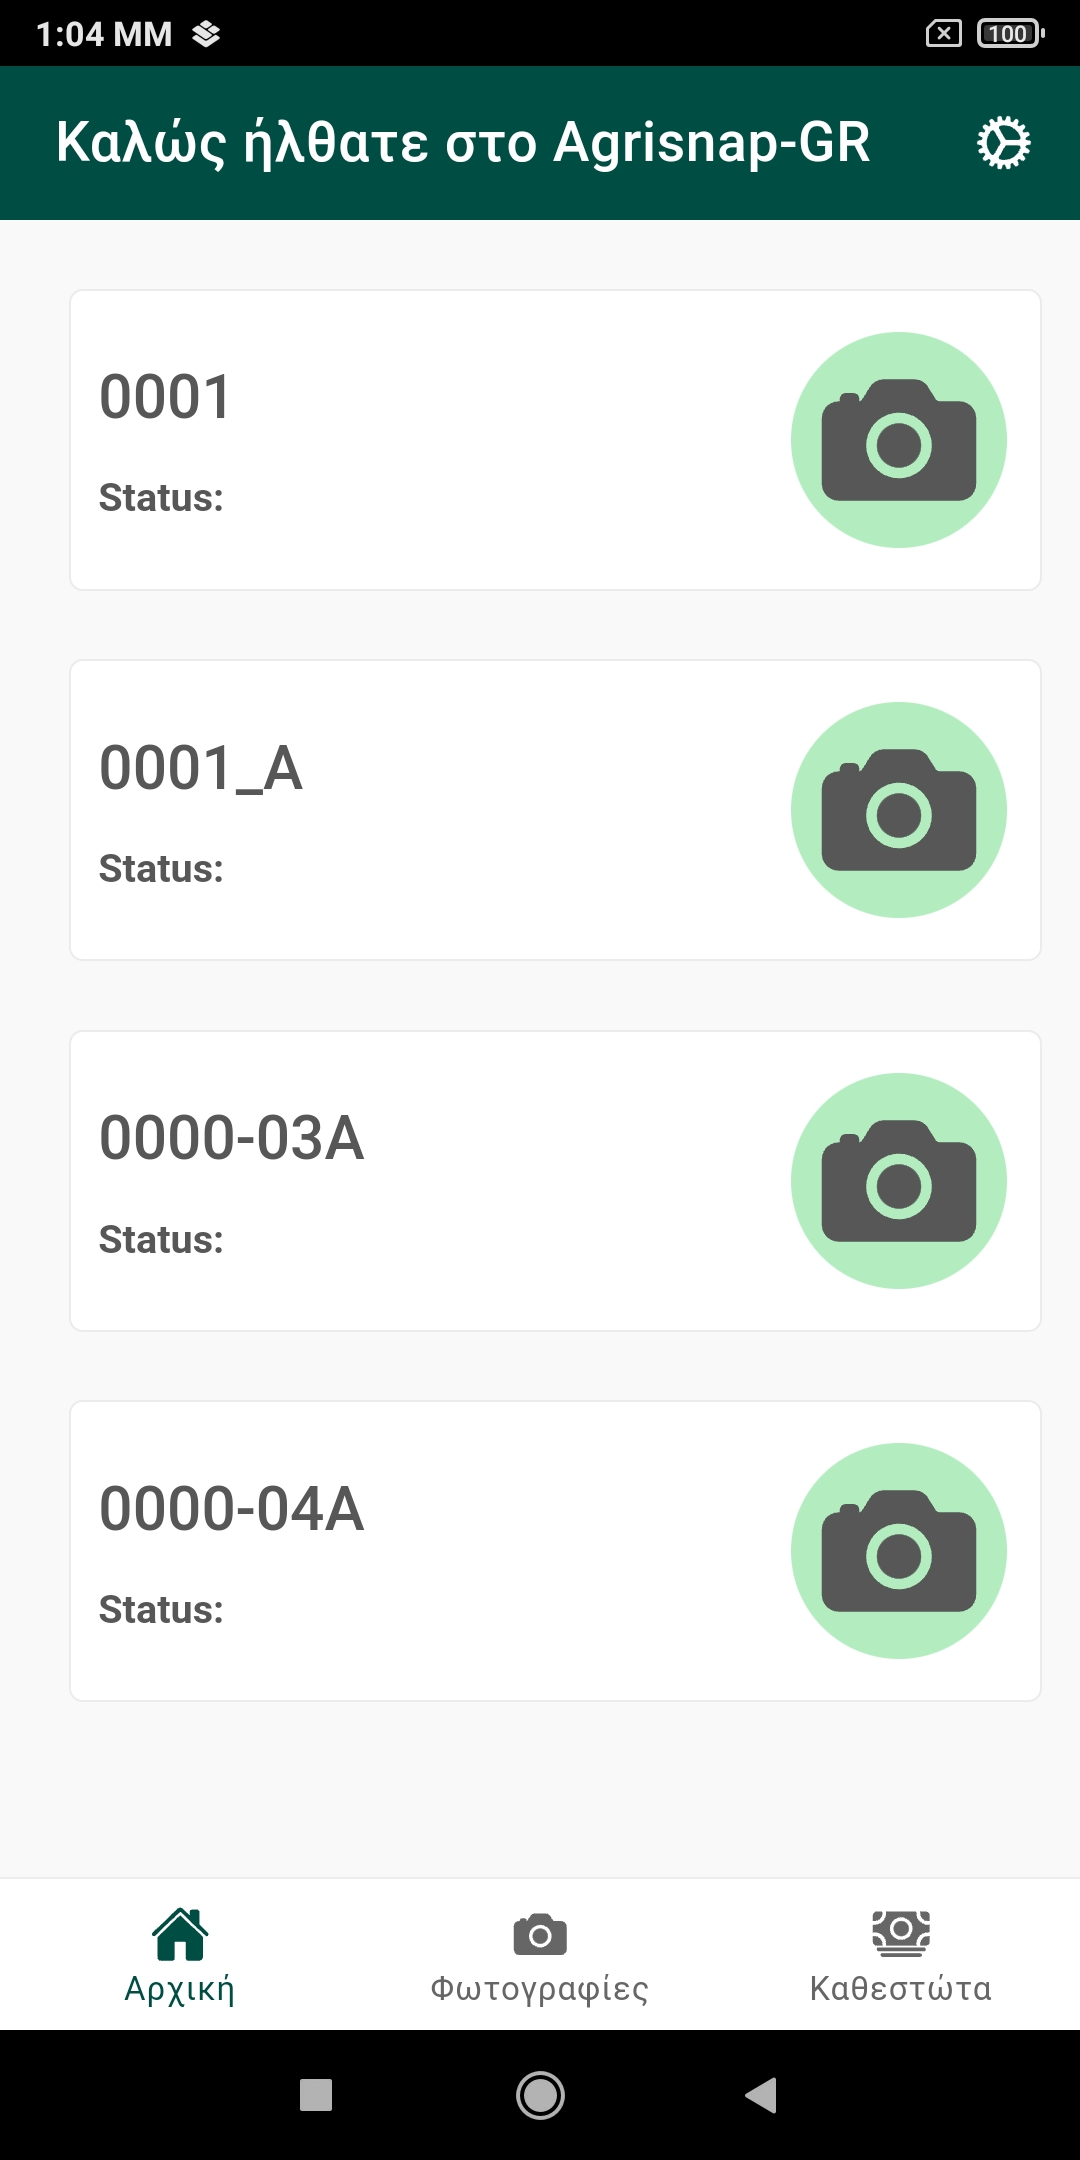 1:04 ΜΜ
100
Καλώς ήλθατε στο Agrisnap-GR
0001
Status:
0001_A
Status:
0000-03A
Status:
0000-04A
Status:
Αρχική
Φωτογραφίες
Καθεστώτα